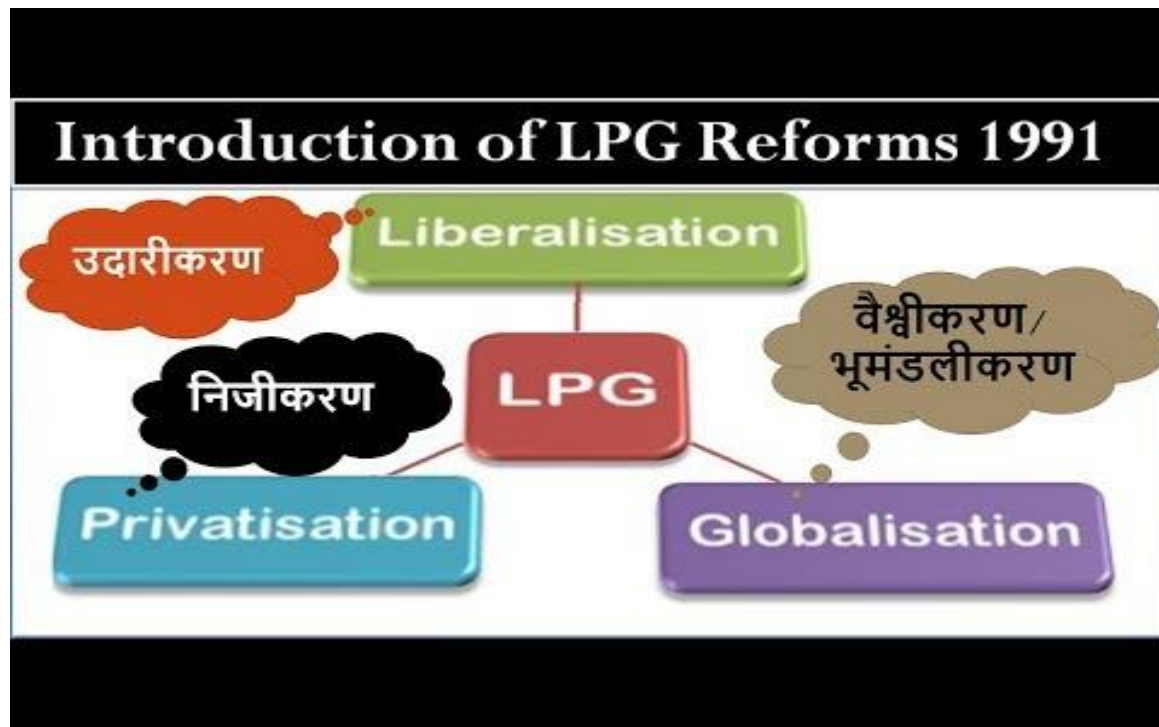 Introduction of LPG Reforms 1991
Liberalisation
उदारीकरण
वैश्वीकरण/
भूमंडलीकरण
निजीकरण
LPG
Privatisation
Globalisation